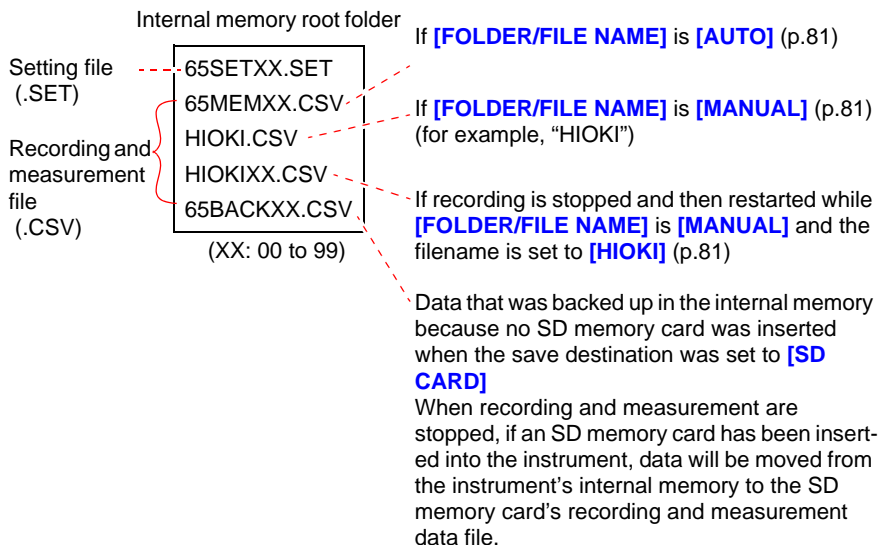 Internal memory root folder
Setting file
(.SET)
Recording and
measurement
file
(.CSV)
65SETXX.SET
65MEMXX.CSV
HIOKI.CSV
HIOKIXX.CSV
65BACKXX.CSV
(XX: 00 to 99)
If [FOLDER/FILE NAME] is [AUTO] (p.81)
If [FOLDER/FILE NAME] is [MANUAL] (p.81)
(for example, “HIOKI”)
If recording is stopped and then restarted while
[FOLDER/FILE NAME] is [MANUAL] and the
filename is set to [HIOKI] (p.81)
Data that was backed up in the internal memory
because no SD memory card was inserted
when the save destination was set to [SD
CARD]
When recording and measurement are
stopped, if an SD memory card has been insert-
ed into the instrument, data will be moved from
the instrument’s internal memory to the SD
memory card’s recording and measurement
data file.